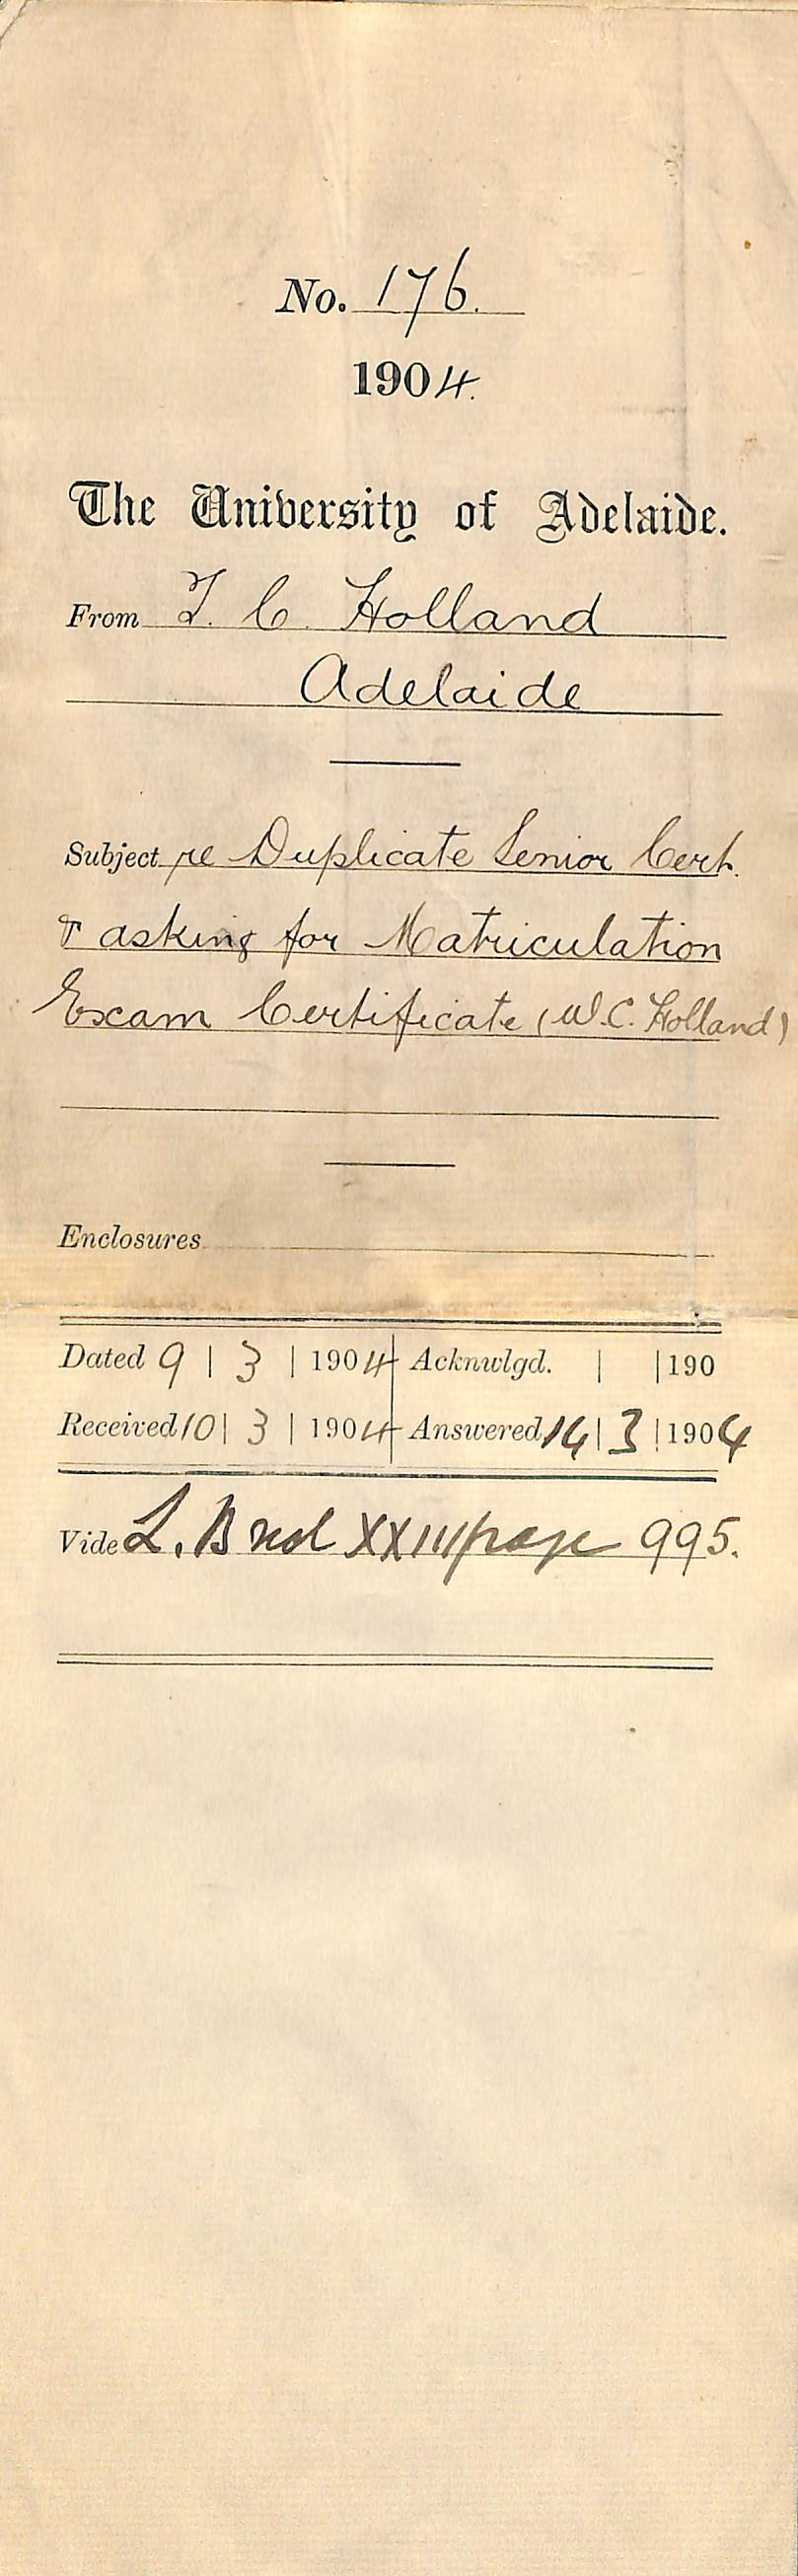 No. 176.
1904.
The University of Adelaide.
From T. C. Holland
Adelaide
Subject re Duplicate Senior Cert.
& asking for Matriculation
Exam Certificate (W.C. Holland)
Enclosures
Dated 9 | 3 | 1904 Acknwlgd. | | 190
Received 10 | 3 | 1904 Answered 14 | 3 | 1904
Vide L. B vol XXIII page 995.